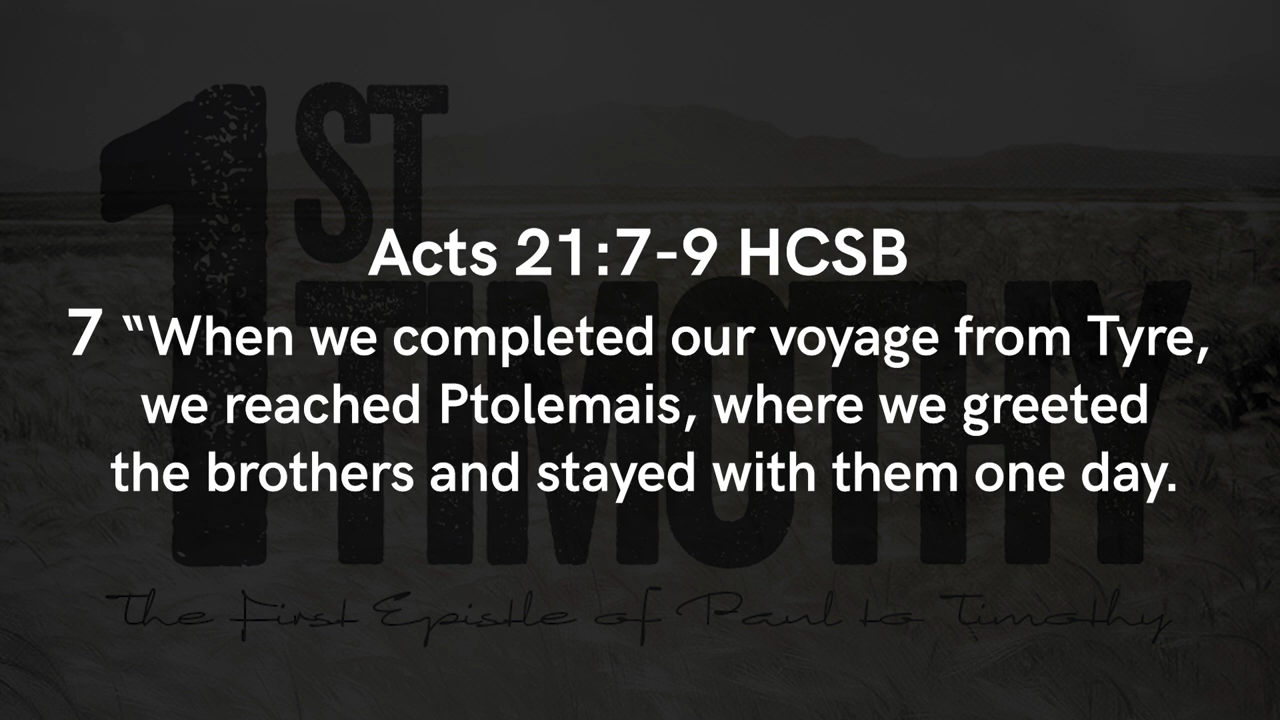 1ST
TIMOTHY
The First Epistle of Paul to Timothy
Acts 21:7-9 HCSB
7 “When we completed our voyage from Tyre,
we reached Ptolemais, where we greeted
the brothers and stayed with them one day.